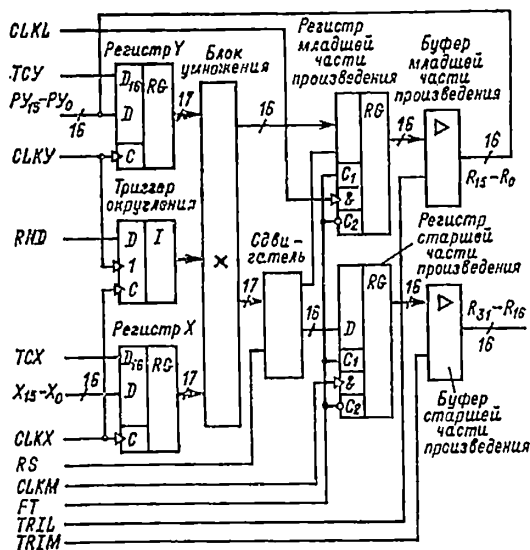 CLKL
TCY
РУ15-РУ0
16
CLKY
RHD
TCX
X15-X0
16
CLKX
RS
CLKM
FT
TRIL
TRIM
Регистр Y
D16
RG
D
C
17
Триггер
округления
D
I
1
C
Регистр X
D16
RG
D
C
17
Блок
умножения
×
16
17
Сдви-
гатель
16
Регистр
младшей части
произведения
RG
C1
&
C2
16
Буфер
младшей
части
произведения
▷
16
R15-R0
Регистр
старшей
части
произведения
RG
D
C1
&
C2
16
▷
R31-R16
16
Буфер
старшей
части
произведения